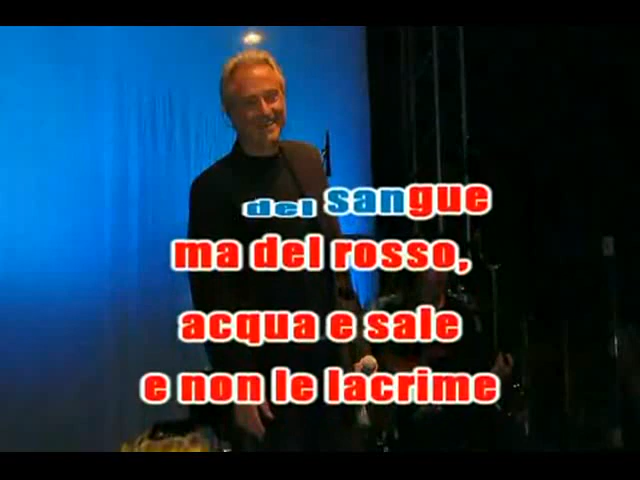 del sangue
ma del rosso,
acqua e sale
e non le lacrime